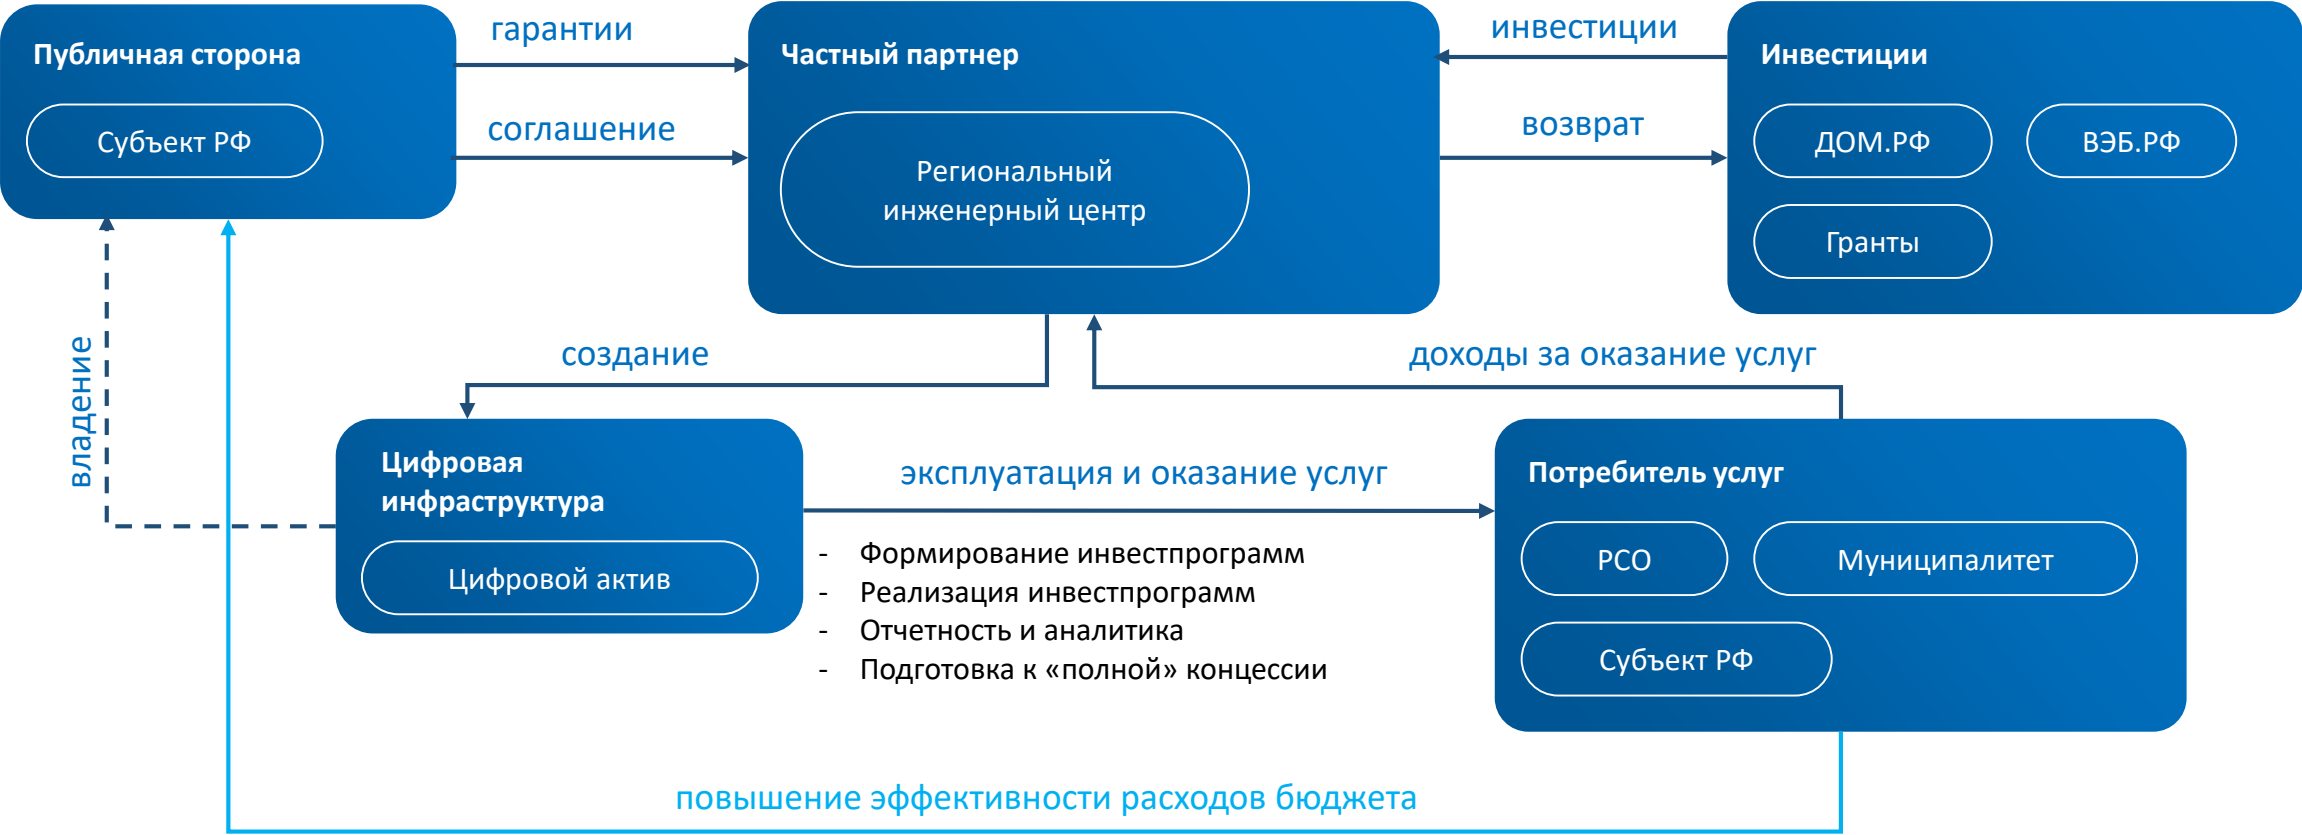 Публичная сторона
Субъект РФ
гарантии
соглашение
Частный партнер
Региональный
инженерный центр
инвестиции
возврат
Инвестиции
ДОМ.РФ
ВЭБ.РФ
Гранты
владение
создание
доходы за оказание услуг
Цифровая
инфраструктура
Цифровой актив
эксплуатация и оказание услуг
- Формирование инвестпрограмм
- Реализация инвестпрограмм
- Отчетность и аналитика
- Подготовка к «полной» концессии
Потребитель услуг
РСО
Муниципалитет
Субъект РФ
повышение эффективности расходов бюджета